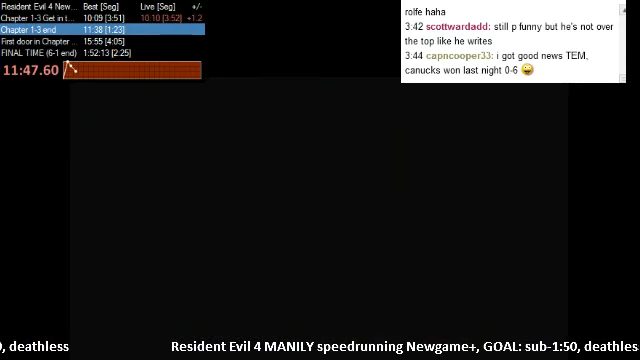 Resident Evil 4 New... Best [Seg] Live [Seg] +/-
Chapter 1-3 Get in t... 10:09 [3:51] 10:10 [3:52] +1.2
Chapter 1-3 end 11:38 [1:23]
First door in Chapter ... 15:55 [4:05]
FINAL TIME (6-1 end) 1:52:13 [2:25]
11:47.60
rolfe haha
3:42 scottwardadd: still p funny but he's not over
the top like he writes
3:44 capncooper33: i got good news TEM,
canucks won last night 0-6
), deathless Resident Evil 4 MANILY speedrunning Newgame+, GOAL: sub-1:50, deathles